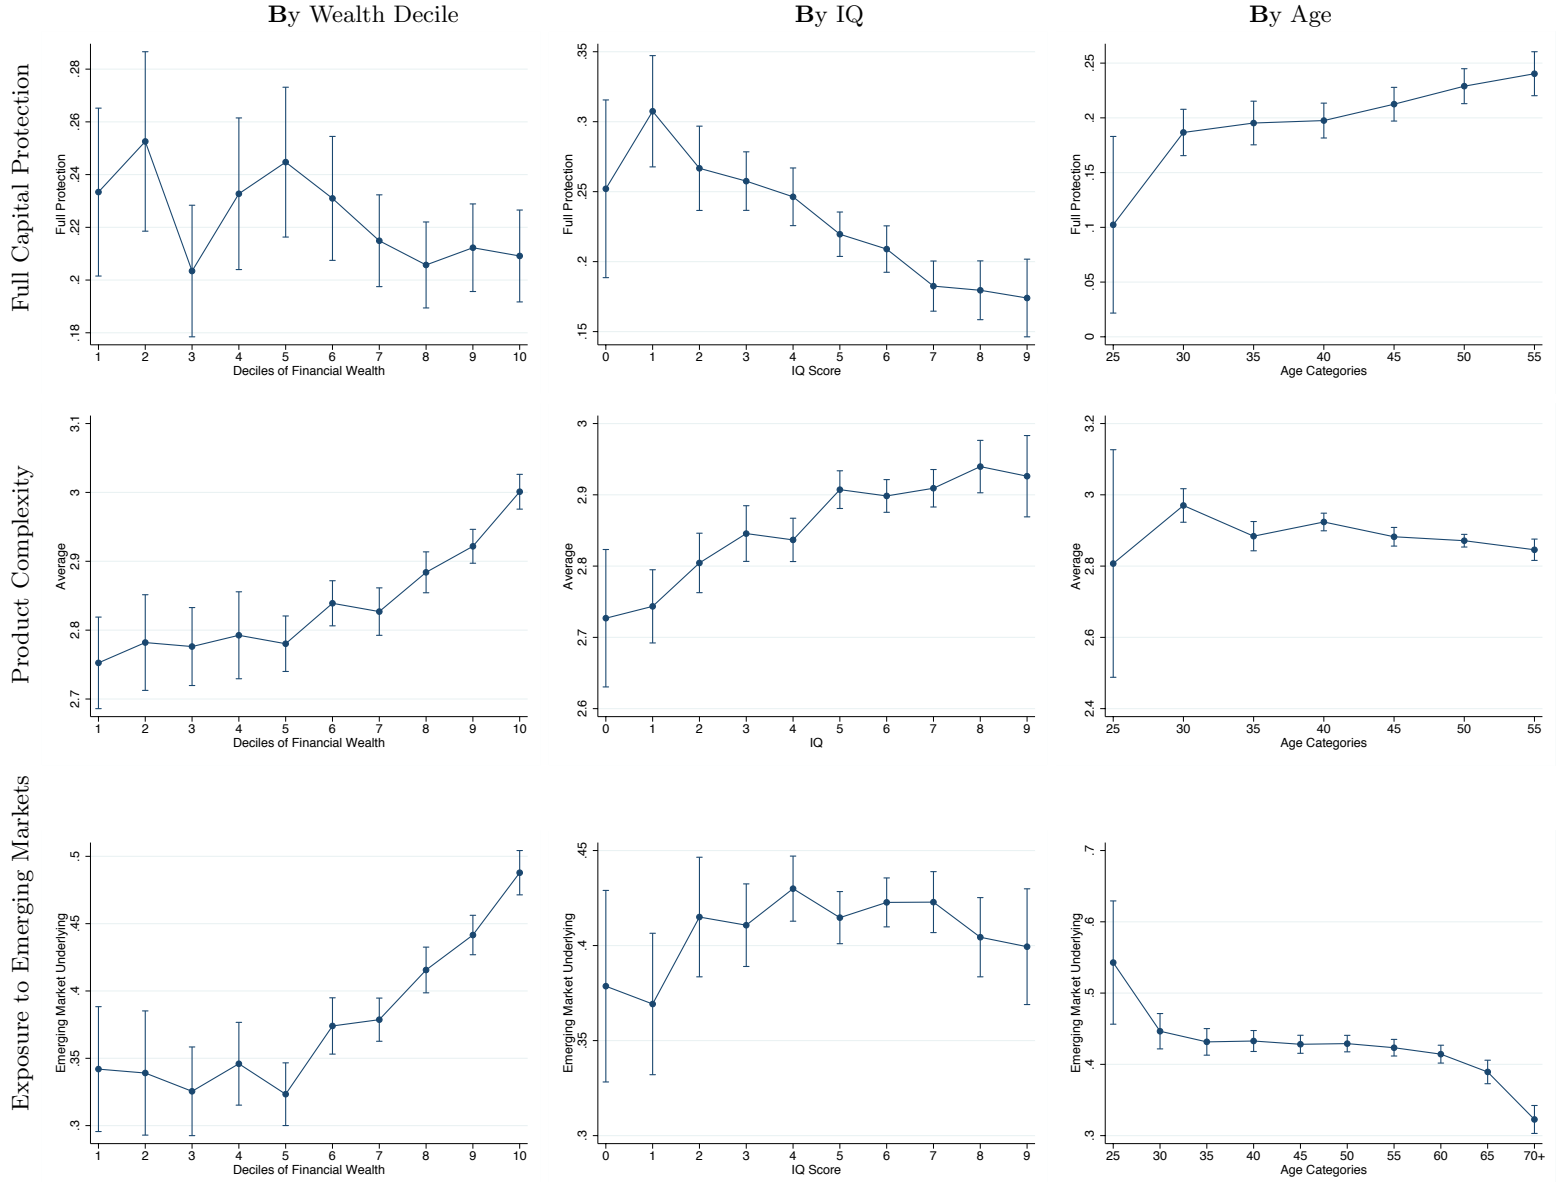 By Wealth Decile
By IQ
By Age
Full Capital Protection
Full Protection
.18 .2 .22 .24 .26 .28
1 2 3 4 5 6 7 8 9 10
Deciles of Financial Wealth
Full Protection
.15 .2 .25 .3 .35
0 1 2 3 4 5 6 7 8 9
IQ Score
Full Protection
0 .05 .1 .15 .2 .25
25 30 35 40 45 50 55
Age Categories
Product Complexity
Average
2.7 2.8 2.9 3 3.1
1 2 3 4 5 6 7 8 9 10
Deciles of Financial Wealth
Average
2.6 2.7 2.8 2.9 3
0 1 2 3 4 5 6 7 8 9
IQ
Average
2.4 2.6 2.8 3 3.2
25 30 35 40 45 50 55
Age Categories
Exposure to Emerging Markets
Emerging Market Underlying
.3 .35 .4 .45 .5
1 2 3 4 5 6 7 8 9 10
Deciles of Financial Wealth
Emerging Market Underlying
.3 .35 .4 .45
0 1 2 3 4 5 6 7 8 9
IQ Score
Emerging Market Underlying
.3 .4 .5 .6 .7
25 30 35 40 45 50 55 60 65 70+
Age Categories